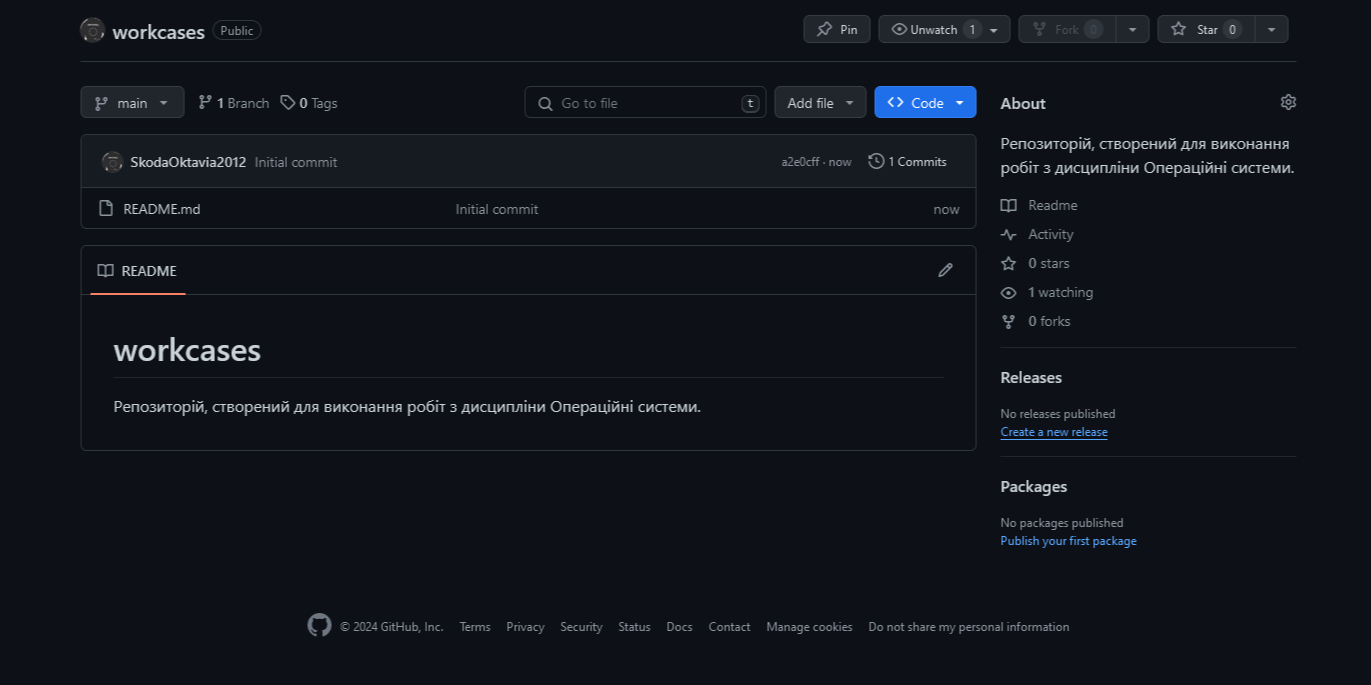 workcases Public Pin Unwatch 1 Fork 0 Star 0
main 1 Branch 0 Tags Go to file t Add file Code
SkodaOktavia2012 Initial commit a2e0cff · now 1 Commits
README.md Initial commit now
README
workcases
Репозиторій, створений для виконання робіт з дисципліни Операційні системи.
About
Репозиторій, створений для виконання
робіт з дисципліни Операційні системи.
Readme
Activity
0 stars
1 watching
0 forks
Releases
No releases published
Create a new release
Packages
No packages published
Publish your first package
© 2024 GitHub, Inc. Terms Privacy Security Status Docs Contact Manage cookies Do not share my personal information